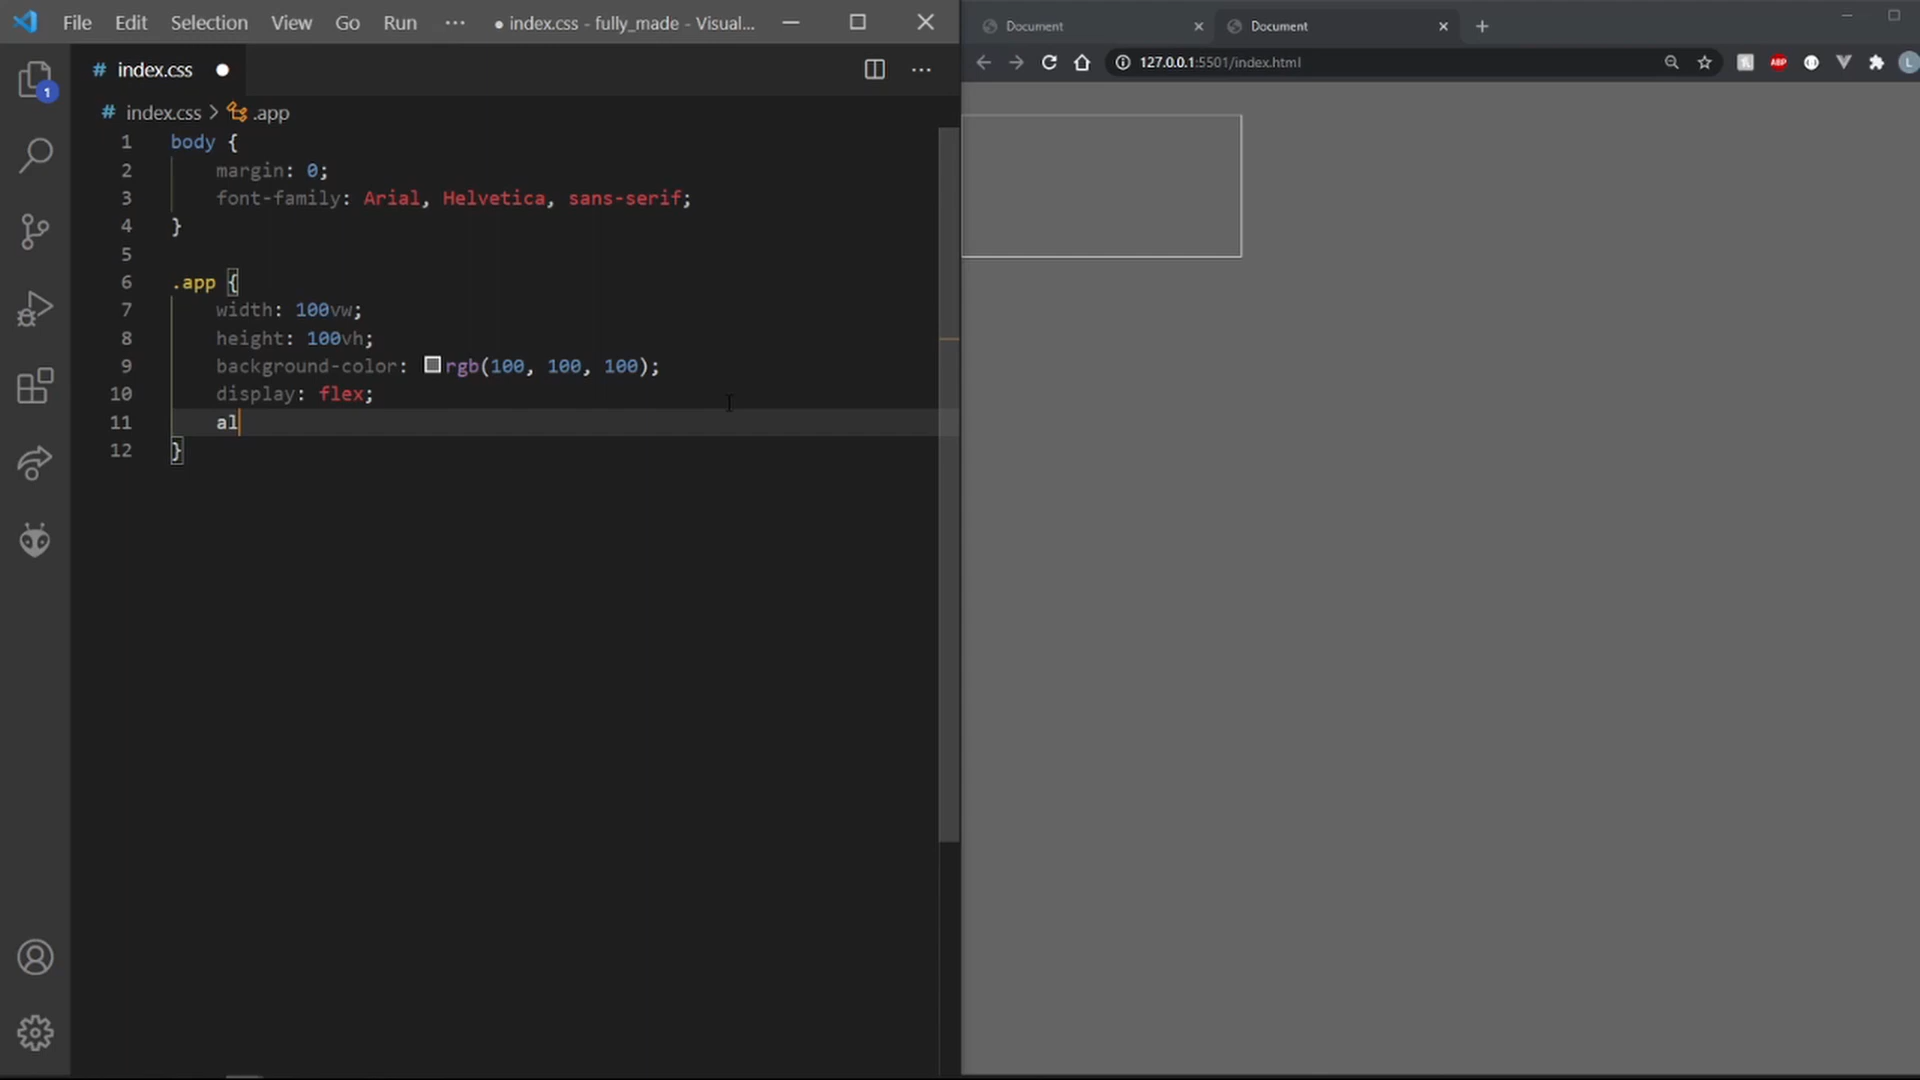 File Edit Selection View Go Run ··· ● index.css - fully_made - Visual...
# index.css ●
# index.css > .app
1 body {
2 margin: 0;
3 font-family: Arial, Helvetica, sans-serif;
4 }
5
6 .app {
7 width: 100vw;
8 height: 100vh;
9 background-color: rgb(100, 100, 100);
10 display: flex;
11 al
12 }
1
Document Document
127.0.0.1:5501/index.html ABP L